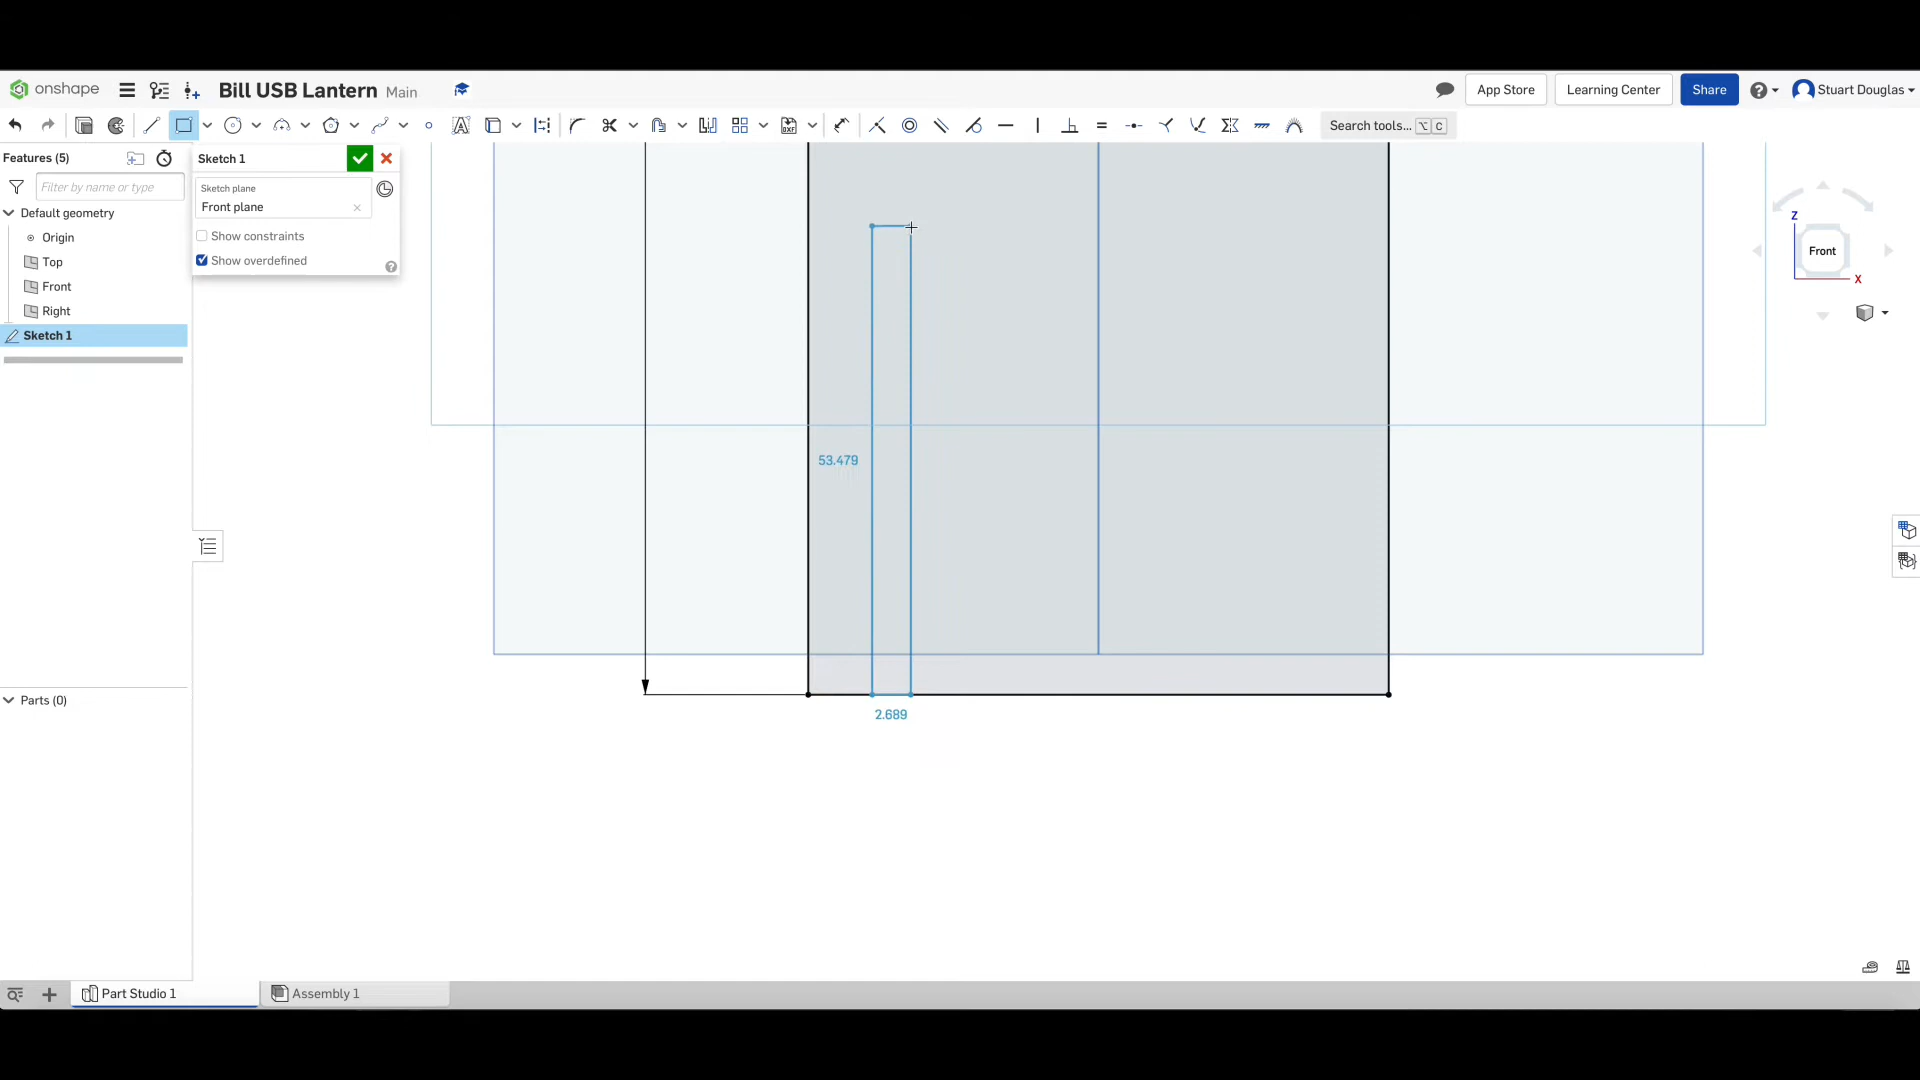 onshape
Bill USB Lantern Main
App Store
Learning Center
Share
Stuart Douglas
Search tools... ⌥ C
Features (5)
Filter by name or type
Default geometry
Origin
Top
Front
Right
Sketch 1
Parts (0)
Sketch 1
Sketch plane
Front plane
Show constraints
Show overdefined
53.479
2.689
Z
Front
X
Part Studio 1
Assembly 1